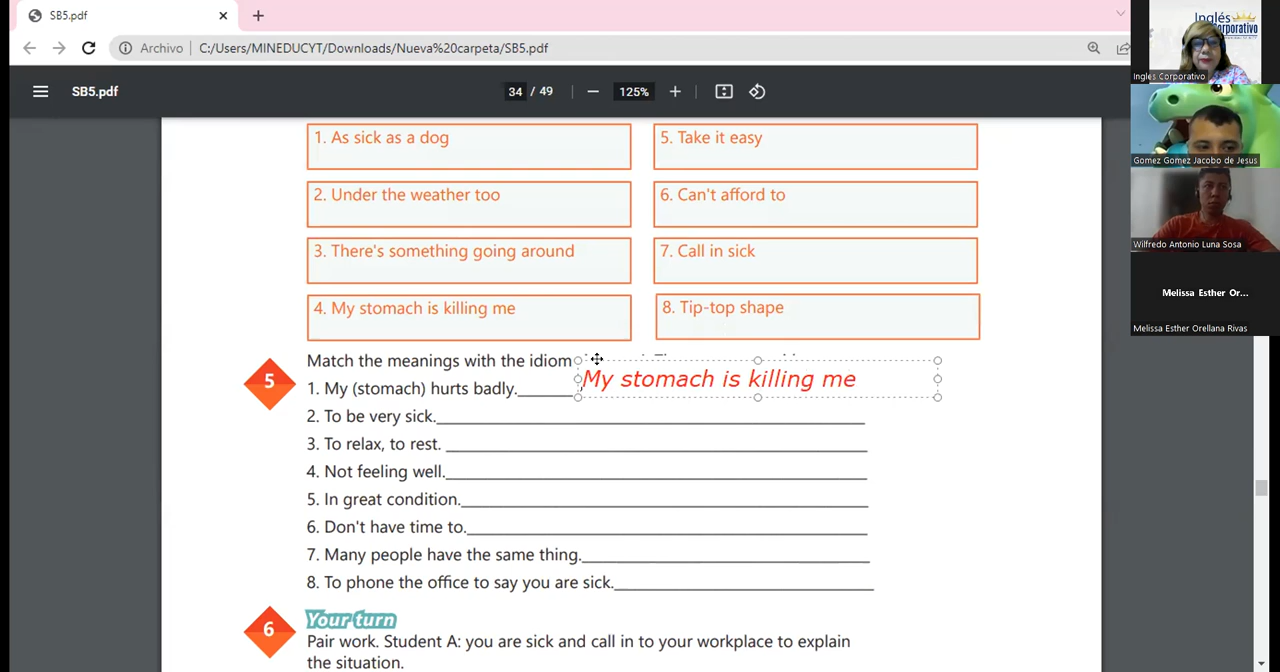 SB5.pdf
Archivo
C:/Users/MINEDUCYT/Downloads/Nueva%20carpeta/SB5.pdf
SB5.pdf
34 / 49
125%
Inglés
Corporativo
Ingles Corporativo
Gomez Gomez Jacobo de Jesus
Wilfredo Antonio Luna Sosa
Melissa Esther Or...
Melissa Esther Orellana Rivas
1. As sick as a dog
5. Take it easy
2. Under the weather too
6. Can't afford to
3. There's something going around
7. Call in sick
4. My stomach is killing me
8. Tip-top shape
5
Match the meanings with the idiom
1. My (stomach) hurts badly.
My stomach is killing me
2. To be very sick.
3. To relax, to rest.
4. Not feeling well.
5. In great condition.
6. Don't have time to.
7. Many people have the same thing.
8. To phone the office to say you are sick.
6
Your turn
Pair work. Student A: you are sick and call in to your workplace to explain
the situation.